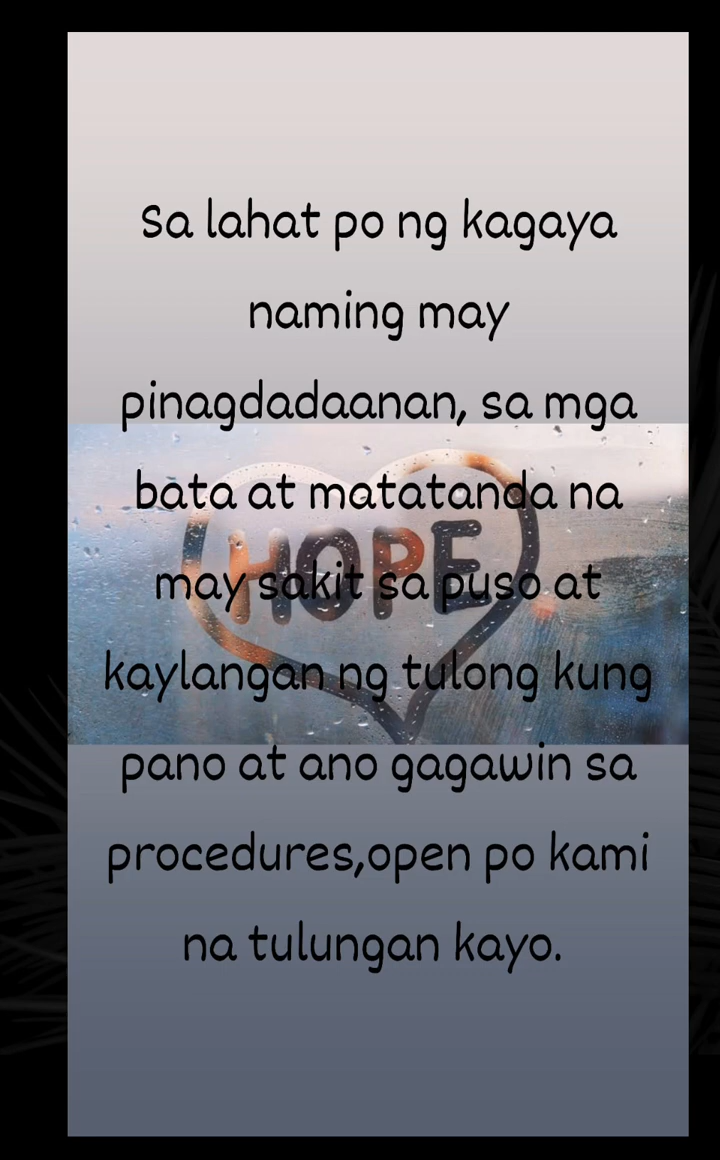 Sa lahat po ng kagaya
naming may
pinagdadaanan, sa mga
bata at matatanda na
HOPE
may sakit sa puso at
kaylangan ng tulong kung
pano at ano gagawin sa
procedures,open po kami
na tulungan kayo.